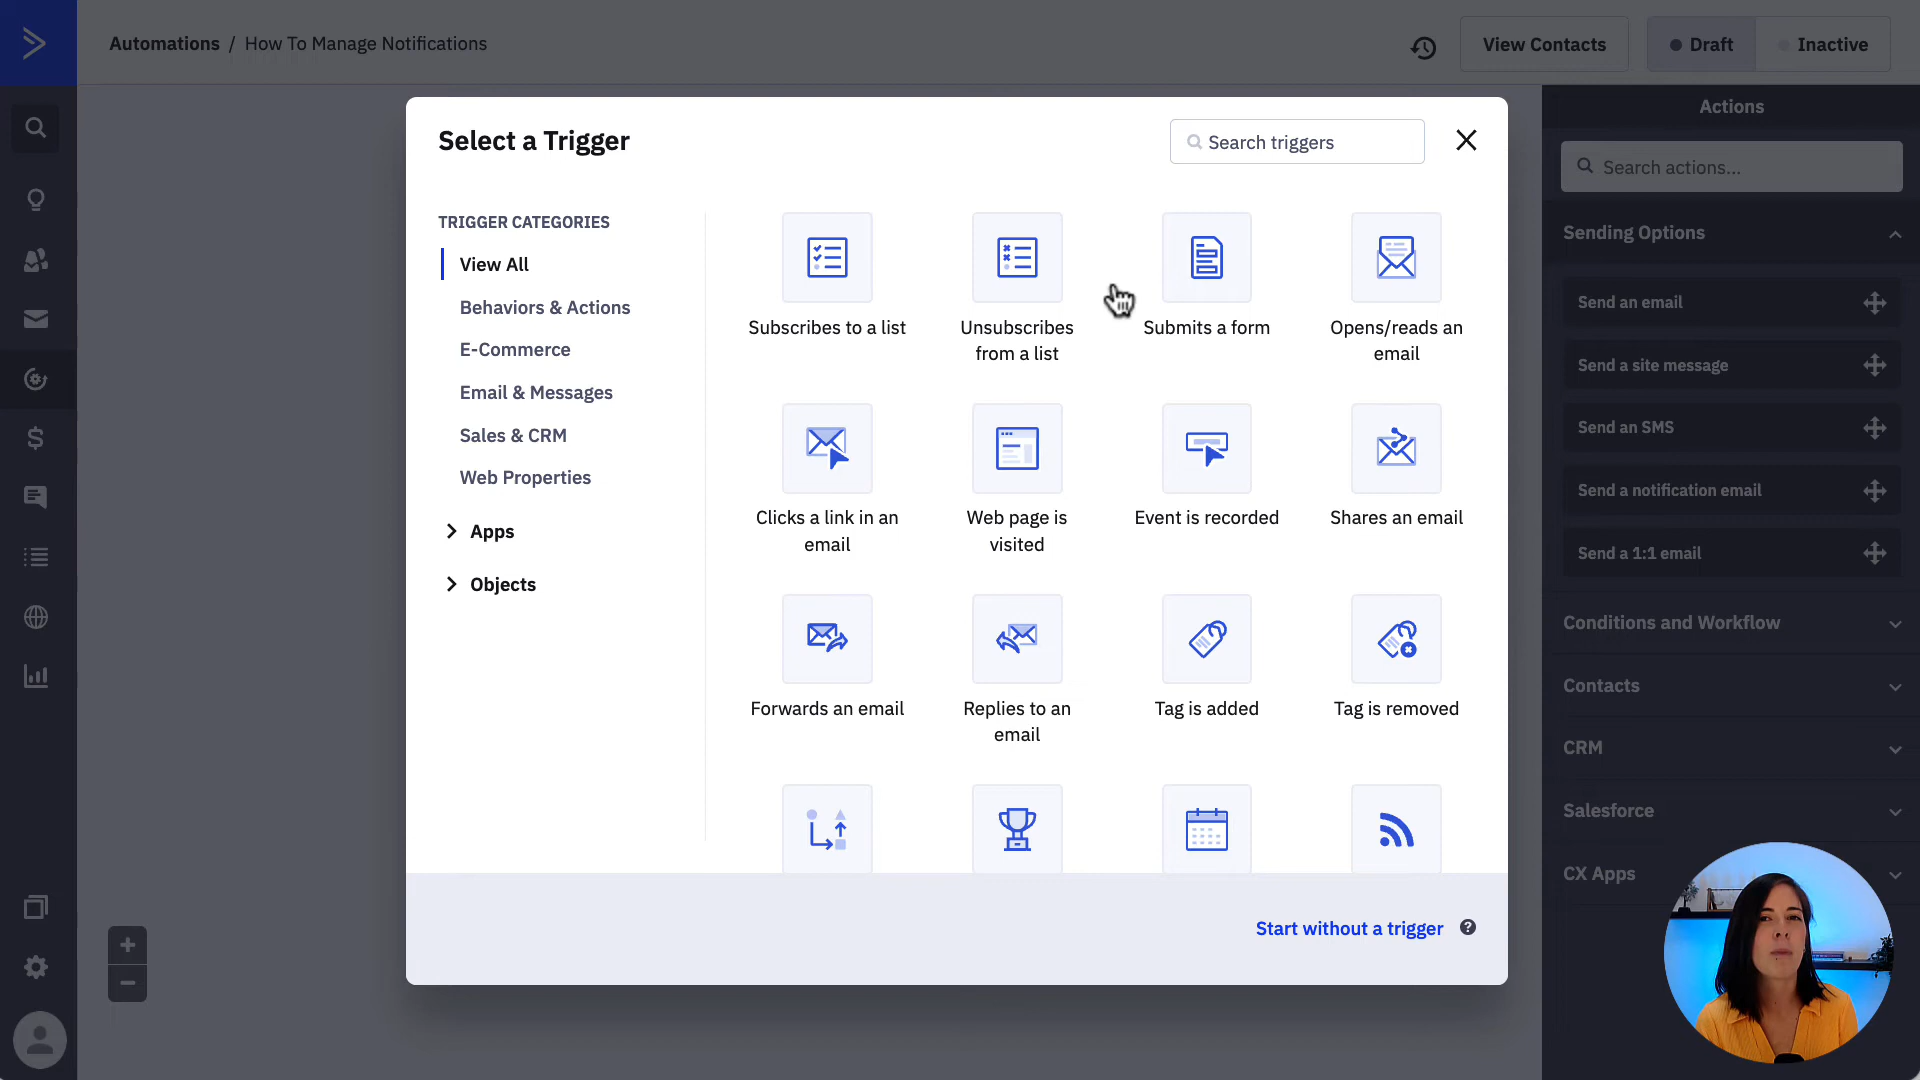 Automations / How To Manage Notifications
View Contacts
Draft
Inactive
Select a Trigger
Search triggers
TRIGGER CATEGORIES
View All
Behaviors & Actions
E-Commerce
Email & Messages
Sales & CRM
Web Properties
Apps
Objects
Subscribes to a list
Unsubscribes
from a list
Submits a form
Opens/reads an
email
Clicks a link in an
email
Web page is
visited
Event is recorded
Shares an email
Forwards an email
Replies to an
email
Tag is added
Tag is removed
Start without a trigger
?
Actions
Search actions...
Sending Options
Send an email
Send a site message
Send an SMS
Send a notification email
Send a 1:1 email
Conditions and Workflow
Contacts
CRM
Salesforce
CX Apps